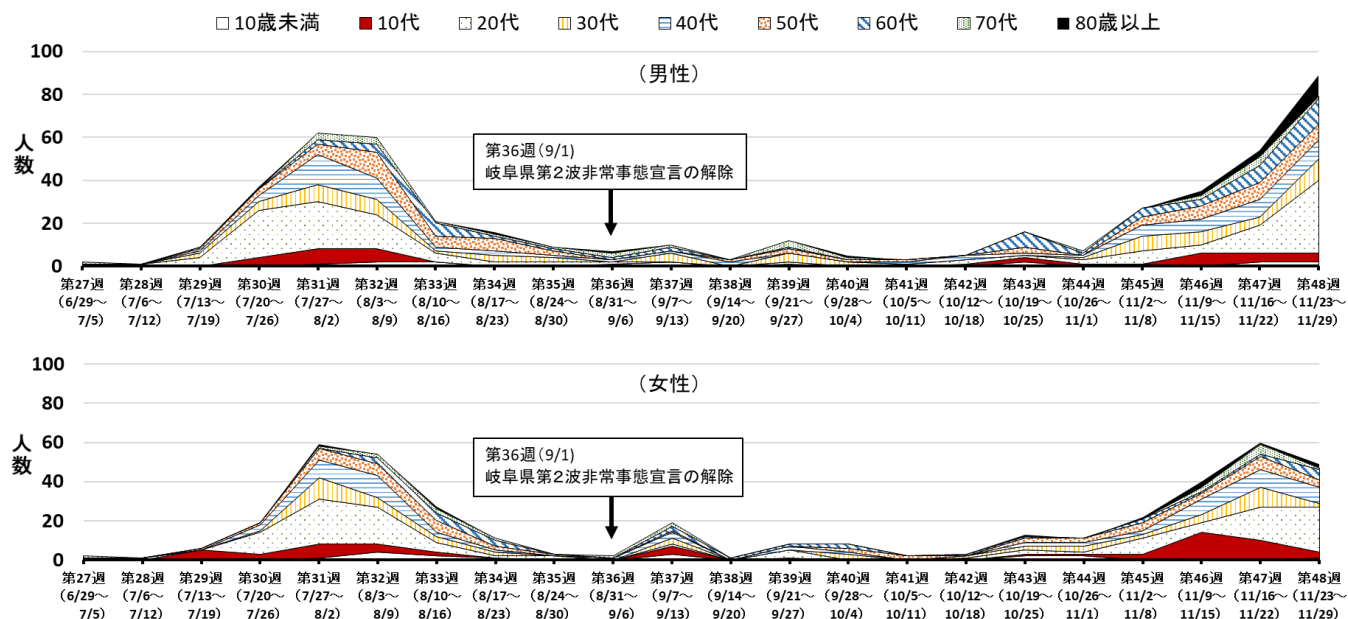 10歳未満 10代 20代 30代 40代 50代 60代 70代 80歳以上
（男性）
人数
100
80
60
40
20
0
第36週（9/1）
岐阜県第２波非常事態宣言の解除
第27週 第28週 第29週 第30週 第31週 第32週 第33週 第34週 第35週 第36週 第37週 第38週 第39週 第40週 第41週 第42週 第43週 第44週 第45週 第46週 第47週 第48週
（6/29～ （7/6～ （7/13～ （7/20～ （7/27～ （8/3～ （8/10～ （8/17～ （8/24～ （8/31～ （9/7～ （9/14～ （9/21～ （9/28～ （10/5～ （10/12～ （10/19～ （10/26～ （11/2～ （11/9～ （11/16～ （11/23～
7/5） 7/12） 7/19） 7/26） 8/2） 8/9） 8/16） 8/23） 8/30） 9/6） 9/13） 9/20） 9/27） 10/4） 10/11） 10/18） 10/25） 11/1） 11/8） 11/15） 11/22） 11/29）
（女性）
人数
100
80
60
40
20
0
第36週（9/1）
岐阜県第２波非常事態宣言の解除
第27週 第28週 第29週 第30週 第31週 第32週 第33週 第34週 第35週 第36週 第37週 第38週 第39週 第40週 第41週 第42週 第43週 第44週 第45週 第46週 第47週 第48週
（6/29～ （7/6～ （7/13～ （7/20～ （7/27～ （8/3～ （8/10～ （8/17～ （8/24～ （8/31～ （9/7～ （9/14～ （9/21～ （9/28～ （10/5～ （10/12～ （10/19～ （10/26～ （11/2～ （11/9～ （11/16～ （11/23～
7/5） 7/12） 7/19） 7/26） 8/2） 8/9） 8/16） 8/23） 8/30） 9/6） 9/13） 9/20） 9/27） 10/4） 10/11） 10/18） 10/25） 11/1） 11/8） 11/15） 11/22） 11/29）